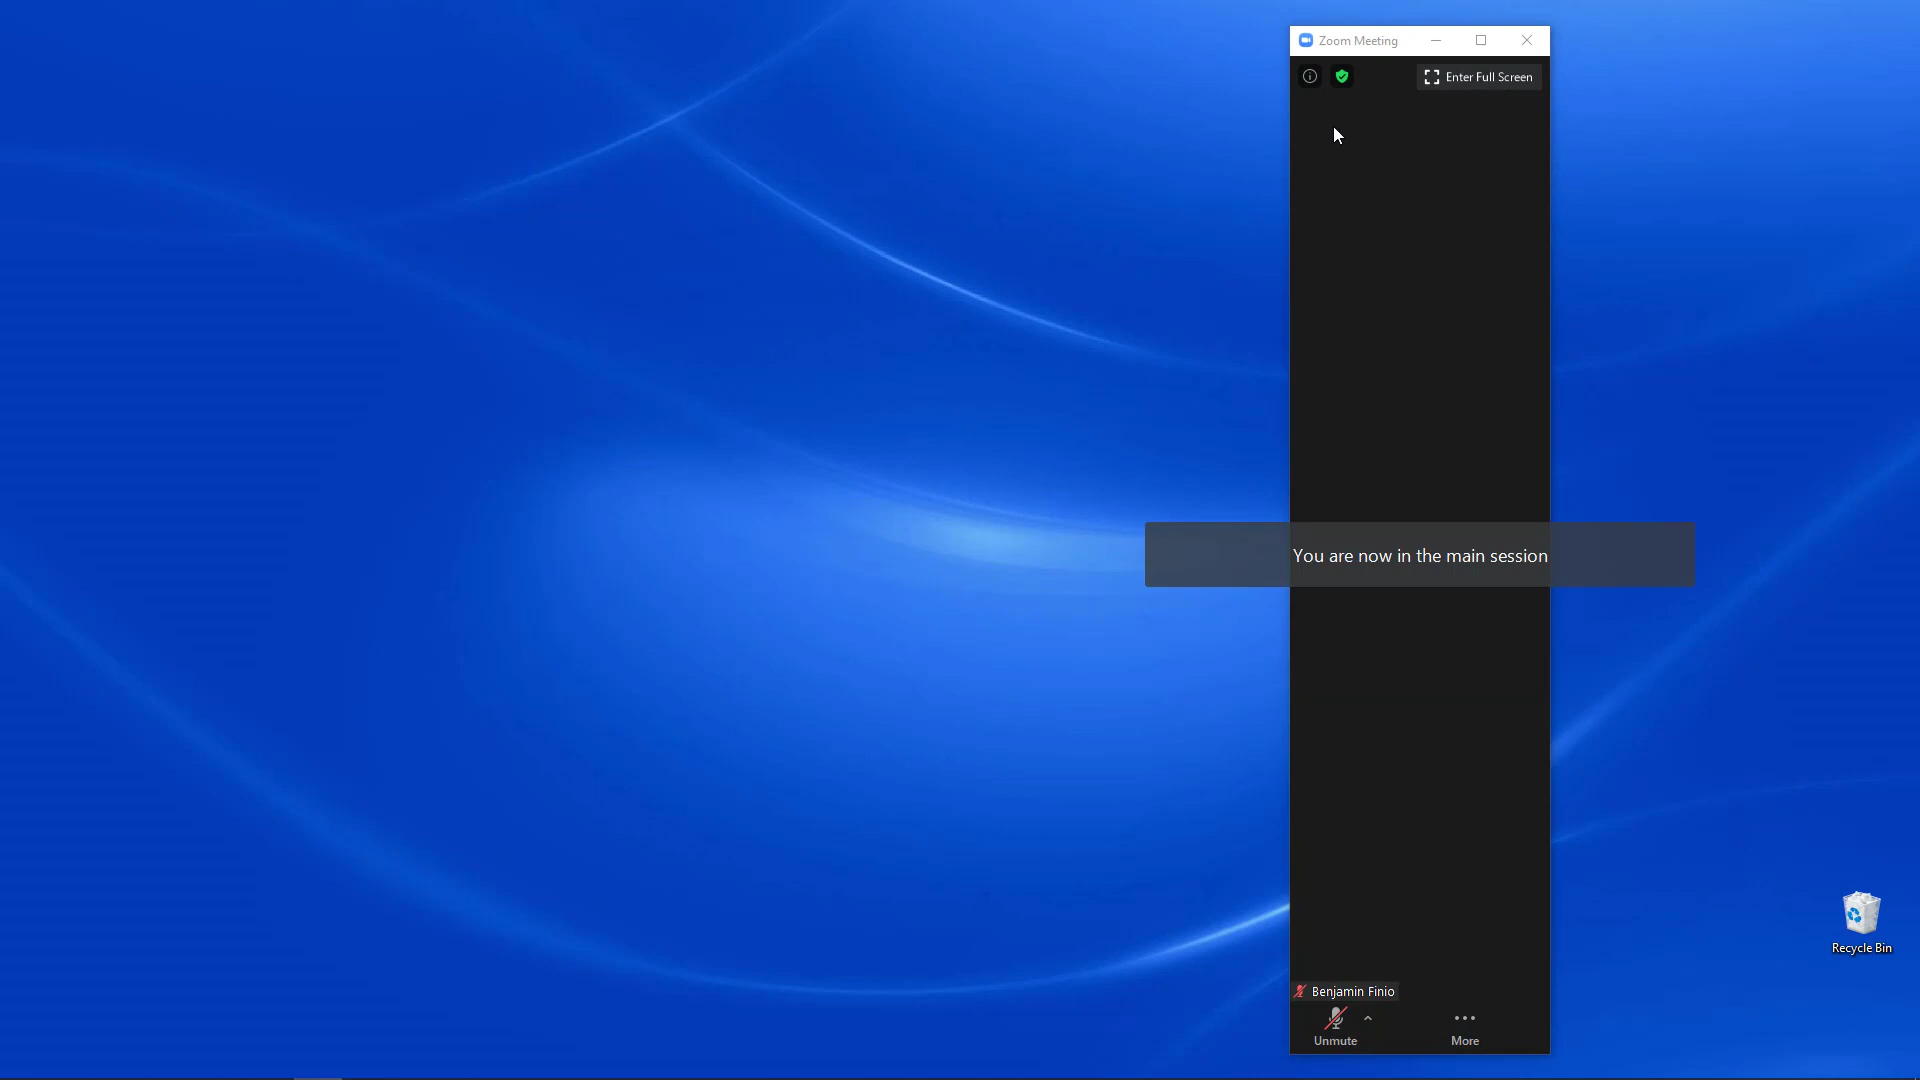 Zoom Meeting
Enter Full Screen
You are now in the main session
Recycle Bin
Benjamin Finio
Unmute
More